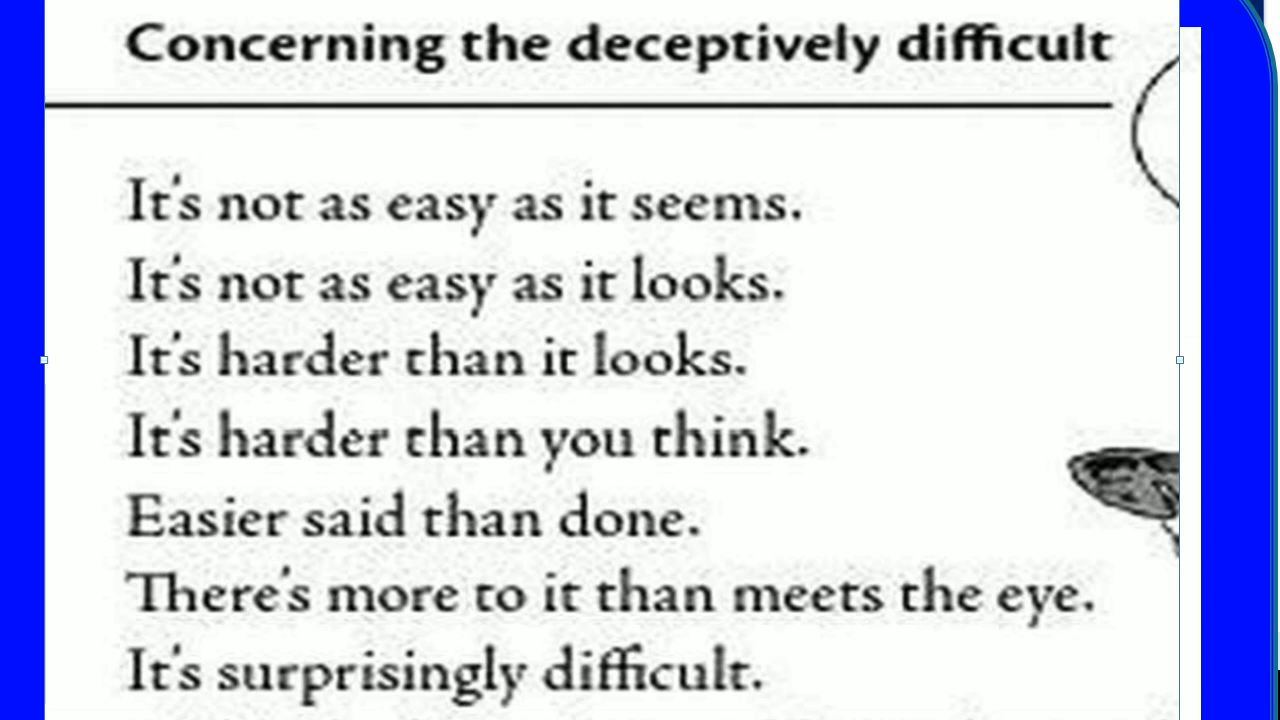 Concerning the deceptively difficult
It's not as easy as it seems.
It's not as easy as it looks.
It's harder than it looks.
It's harder than you think.
Easier said than done.
There's more to it than meets the eye.
It's surprisingly difficult.